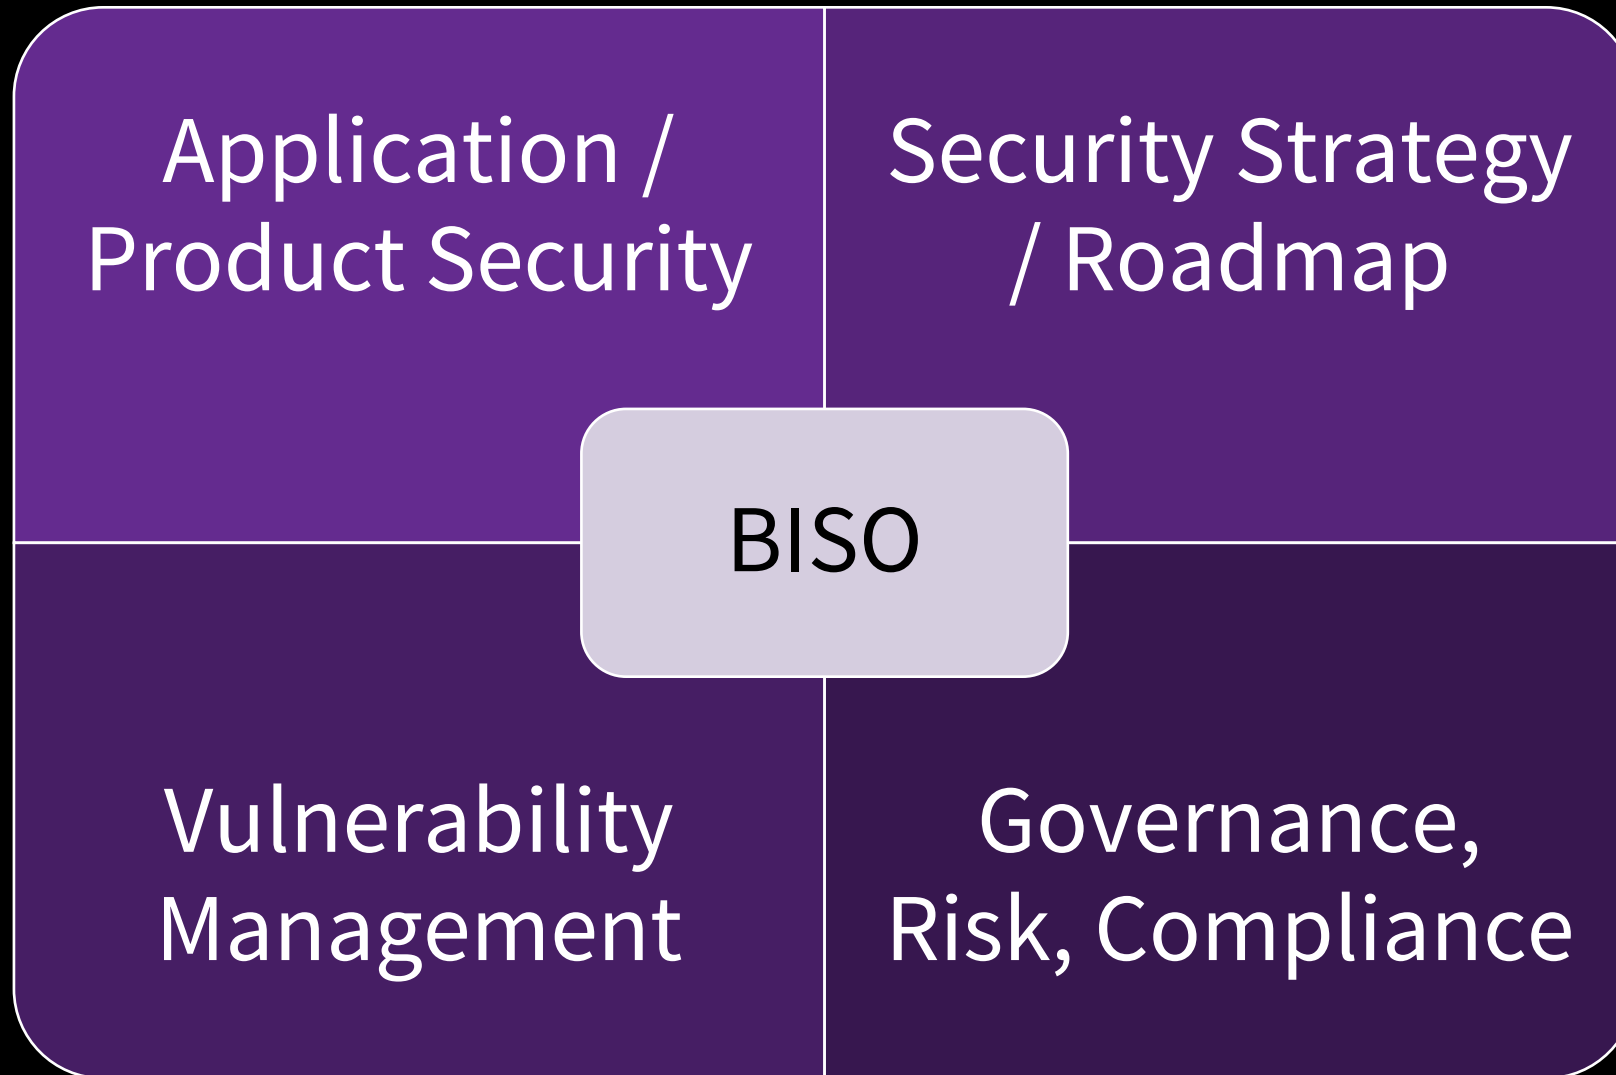 Application /
Product Security
Security Strategy
/ Roadmap
BISO
Vulnerability
Management
Governance,
Risk, Compliance